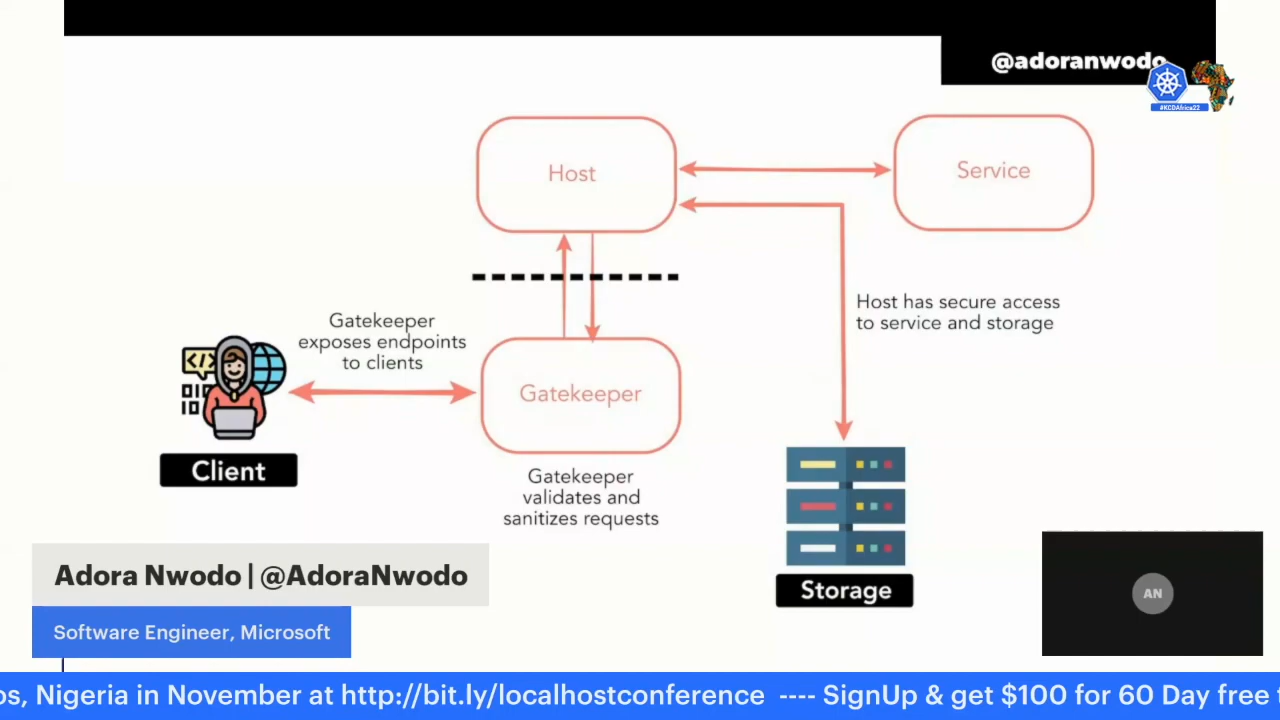 @adoranwodo
#KCDAfrica22
Host
Service
Host has secure access
to service and storage
Gatekeeper
exposes endpoints
to clients
Gatekeeper
Client
Gatekeeper
validates and
sanitizes requests
Storage
Adora Nwodo | @AdoraNwodo
Software Engineer, Microsoft
AN
os, Nigeria in November at http://bit.ly/localhostconference ---- SignUp & get $100 for 60 Day free